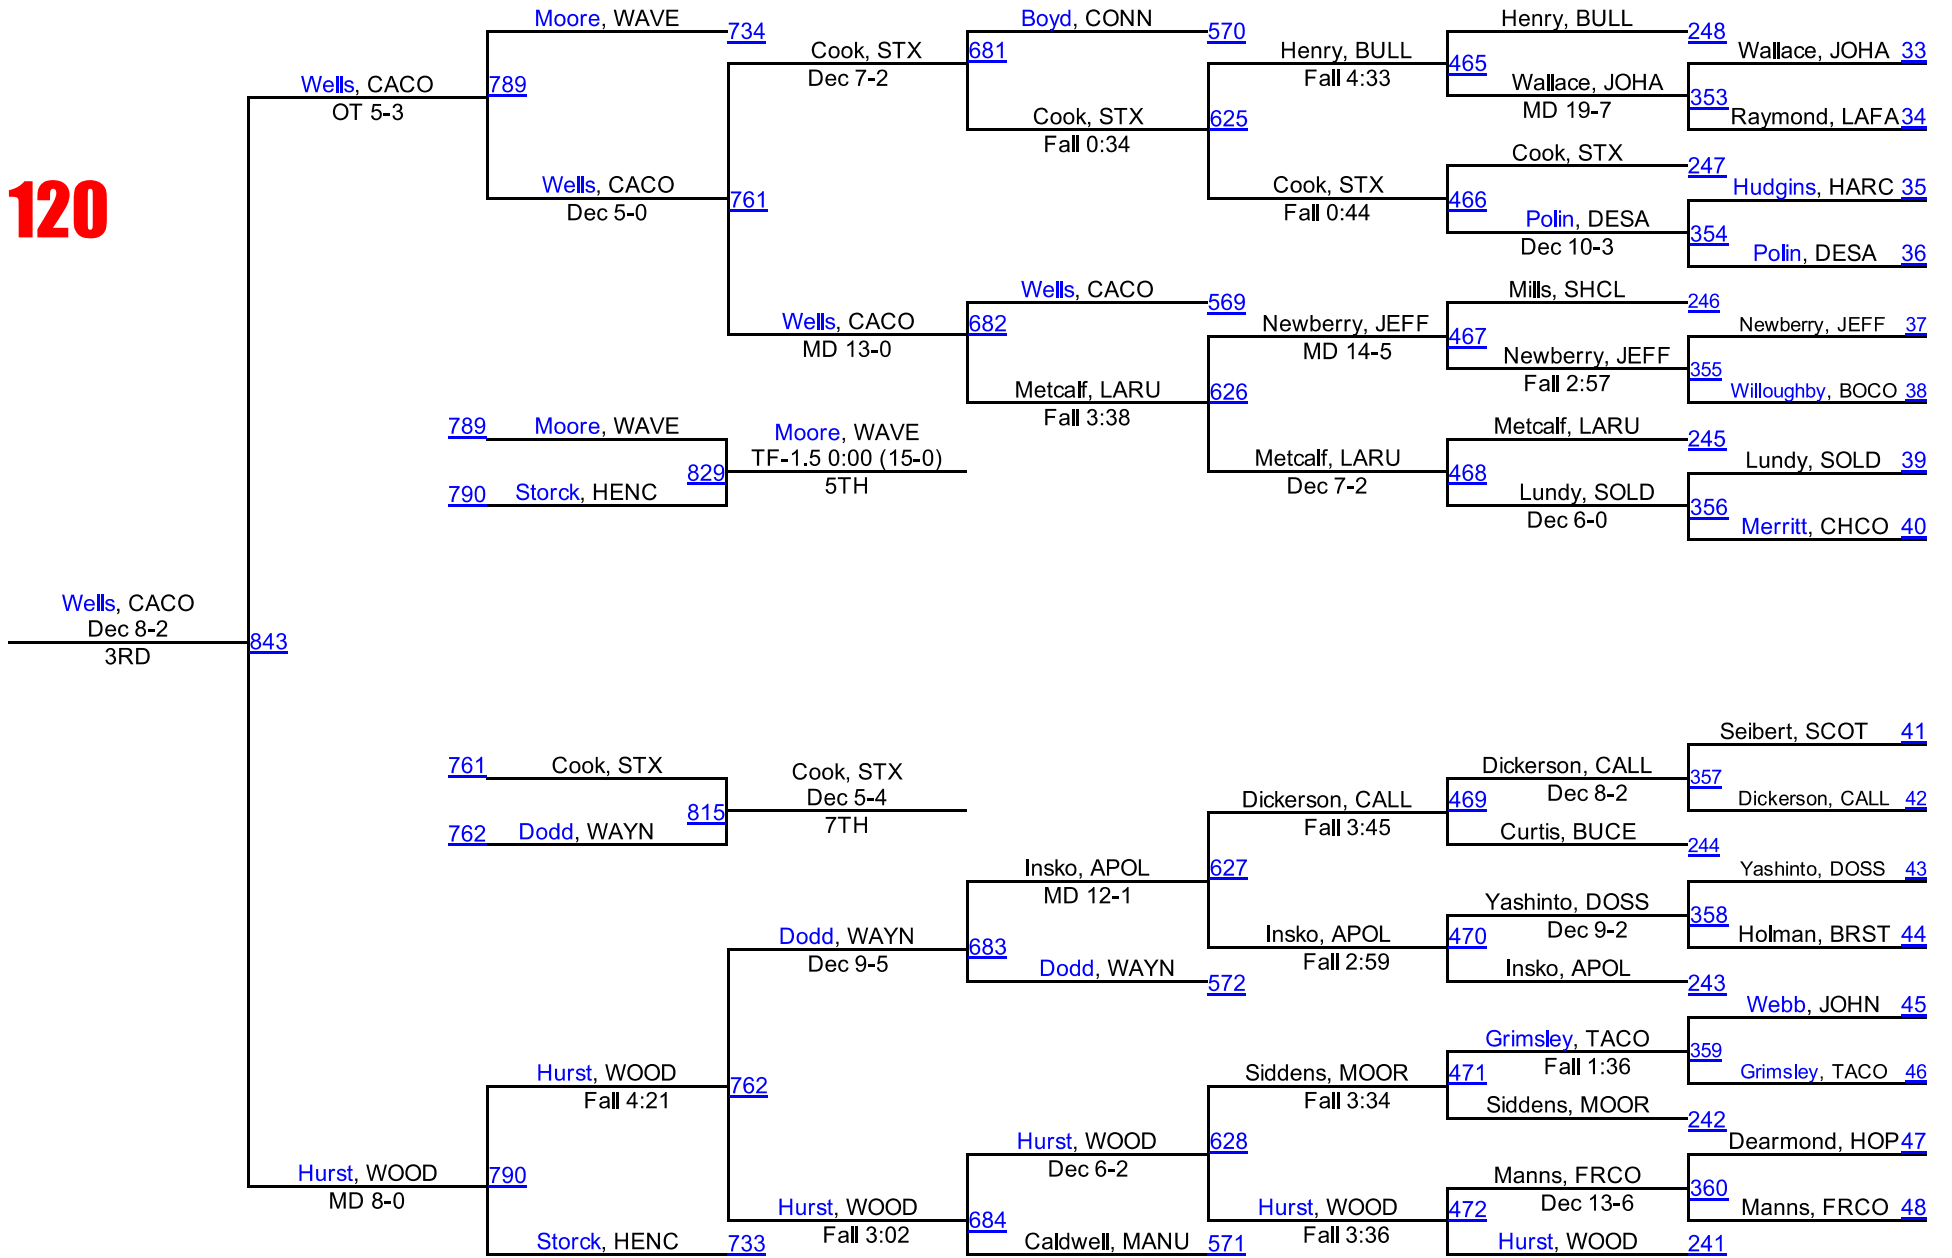 Moore, WAVE
734
Boyd, CONN
570
Henry, BULL
248
Cook, STX
Dec 7-2
681
Henry, BULL
Fall 4:33
465
Wallace, JOHA 33
Wells, CACO
OT 5-3
789
Wallace, JOHA
MD 19-7
353
Cook, STX
Fall 0:34
625
Raymond, LAFA 34
Cook, STX
247
120
Wells, CACO
Dec 5-0
761
Cook, STX
Fall 0:44
466
Hudgins, HARC 35
Polin, DESA
Dec 10-3
354
Polin, DESA 36
Wells, CACO
569
Mills, SHCL
246
Wells, CACO
MD 13-0
682
Newberry, JEFF
MD 14-5
467
Newberry, JEFF 37
Newberry, JEFF
Fall 2:57
355
Metcalf, LARU
Fall 3:38
626
Willoughby, BOCO 38
789 Moore, WAVE
Moore, WAVE
TF-1.5 0:00 (15-0)
5TH
829
Metcalf, LARU
245
Metcalf, LARU
Dec 7-2
468
Lundy, SOLD 39
790 Storck, HENC
Lundy, SOLD
Dec 6-0
356
Merritt, CHCO 40
Wells, CACO
Dec 8-2
3RD
843
Seibert, SCOT 41
761 Cook, STX
Cook, STX
Dec 5-4
7TH
815
Dickerson, CALL
Dec 8-2
357
Dickerson, CALL
Fall 3:45
469
Dickerson, CALL 42
762 Dodd, WAYN
Curtis, BUCE
244
Insko, APOL
MD 12-1
627
Yashinto, DOSS 43
Yashinto, DOSS
Dec 9-2
358
Dodd, WAYN
Dec 9-5
683
Insko, APOL
Fall 2:59
470
Holman, BRST 44
Dodd, WAYN
572
Insko, APOL
243
Webb, JOHN 45
Grimsley, TACO
Fall 1:36
359
Hurst, WOOD
Fall 4:21
762
Siddens, MOOR
Fall 3:34
471
Grimsley, TACO 46
Siddens, MOOR
242
Hurst, WOOD
Dec 6-2
628
Dearmond, HOP 47
Hurst, WOOD
MD 8-0
790
Manns, FRCO
Dec 13-6
360
Hurst, WOOD
Fall 3:02
684
Hurst, WOOD
Fall 3:36
472
Manns, FRCO 48
Storck, HENC
733
Caldwell, MANU
571
Hurst, WOOD
241